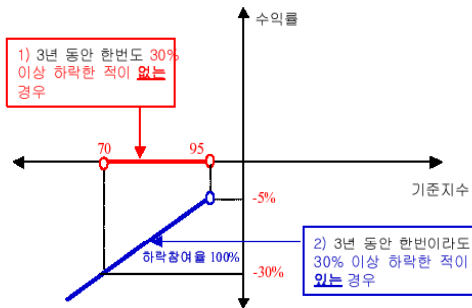 수익률
1) 3년 동안 한번도 30%
이상 하락한 적이 없는
경우
70
95
기준지수
-5%
하락참여율 100%
-30%
2) 3년 동안 한번이라도
30% 이상 하락한 적이
있는 경우